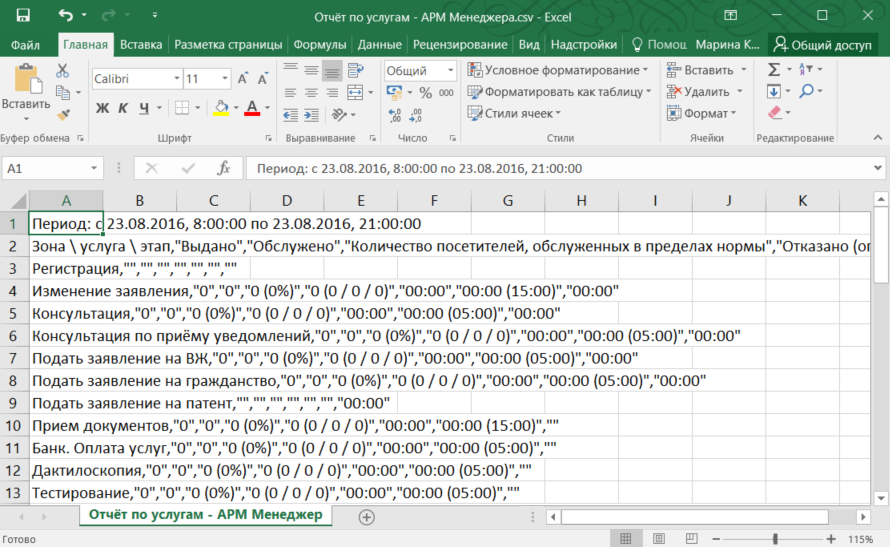 Отчёт по услугам - АРМ Менеджера.csv - Excel
Файл Главная Вставка Разметка страницы Формулы Данные Рецензирование Вид Надстройки Помощ Марина К... Общий доступ
Вставить
Calibri 11
Ж К Ч
Общий
% 000
Условное форматирование
Форматировать как таблицу
Стили ячеек
Вставить
Удалить
Формат
Буфер обмена Шрифт Выравнивание Число Стили Ячейки Редактирование
A1 fx Период: с 23.08.2016, 8:00:00 по 23.08.2016, 21:00:00
A B C D E F G H I J K
1 Период: с 23.08.2016, 8:00:00 по 23.08.2016, 21:00:00
2 Зона \ услуга \ этап,"Выдано","Обслужено","Количество посетителей, обслуженных в пределах нормы","Отказано (оп
3 Регистрация,"","","","","","",""
4 Изменение заявления,"0","0","0 (0%)","0 (0 / 0 / 0)","00:00","00:00 (15:00)","00:00"
5 Консультация,"0","0","0 (0%)","0 (0 / 0 / 0)","00:00","00:00 (05:00)","00:00"
6 Консультация по приёму уведомлений,"0","0","0 (0%)","0 (0 / 0 / 0)","00:00","00:00 (05:00)","00:00"
7 Подать заявление на ВЖ,"0","0","0 (0%)","0 (0 / 0 / 0)","00:00","00:00 (05:00)","00:00"
8 Подать заявление на гражданство,"0","0","0 (0%)","0 (0 / 0 / 0)","00:00","00:00 (05:00)","00:00"
9 Подать заявление на патент,"","","","","","","00:00"
10 Прием документов,"0","0","0 (0%)","0 (0 / 0 / 0)","00:00","00:00 (15:00)",""
11 Банк. Оплата услуг,"0","0","0 (0%)","0 (0 / 0 / 0)","00:00","00:00 (05:00)",""
12 Дактилоскопия,"0","0","0 (0%)","0 (0 / 0 / 0)","00:00","00:00 (05:00)",""
13 Тестирование,"0","0","0 (0%)","0 (0 / 0 / 0)","00:00","00:00 (05:00)",""
Отчёт по услугам - АРМ Менеджер
Готово 115%